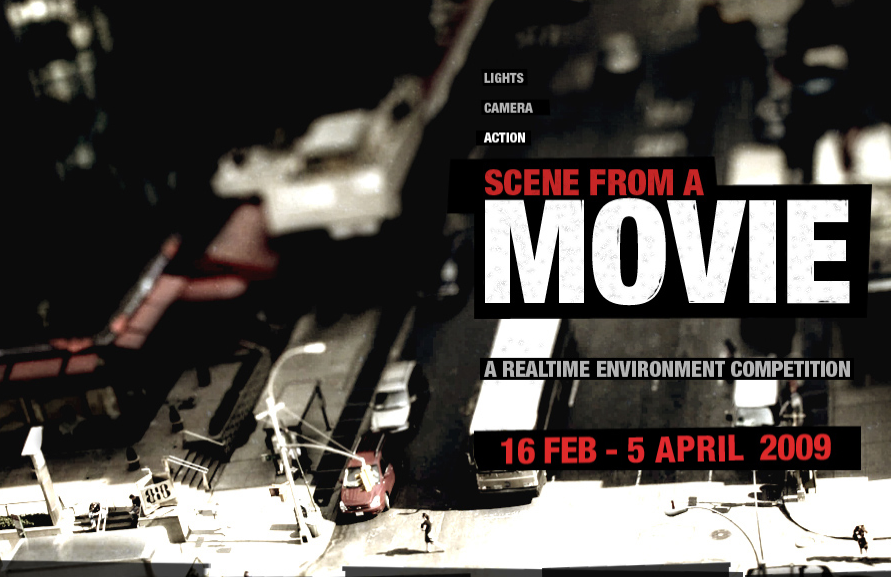 LIGHTS
CAMERA
ACTION
SCENE FROM A
MOVIE
A REALTIME ENVIRONMENT COMPETITION
16 FEB - 5 APRIL 2009